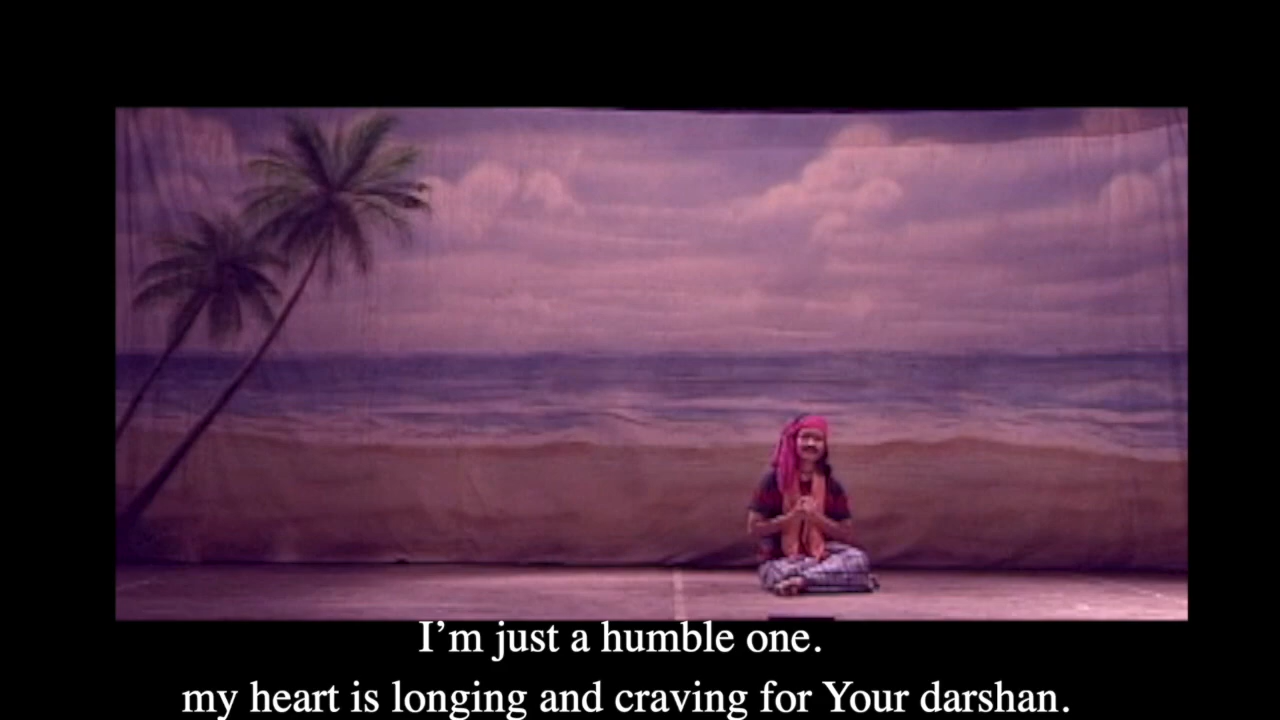 I’m just a humble one.
my heart is longing and craving for Your darshan.